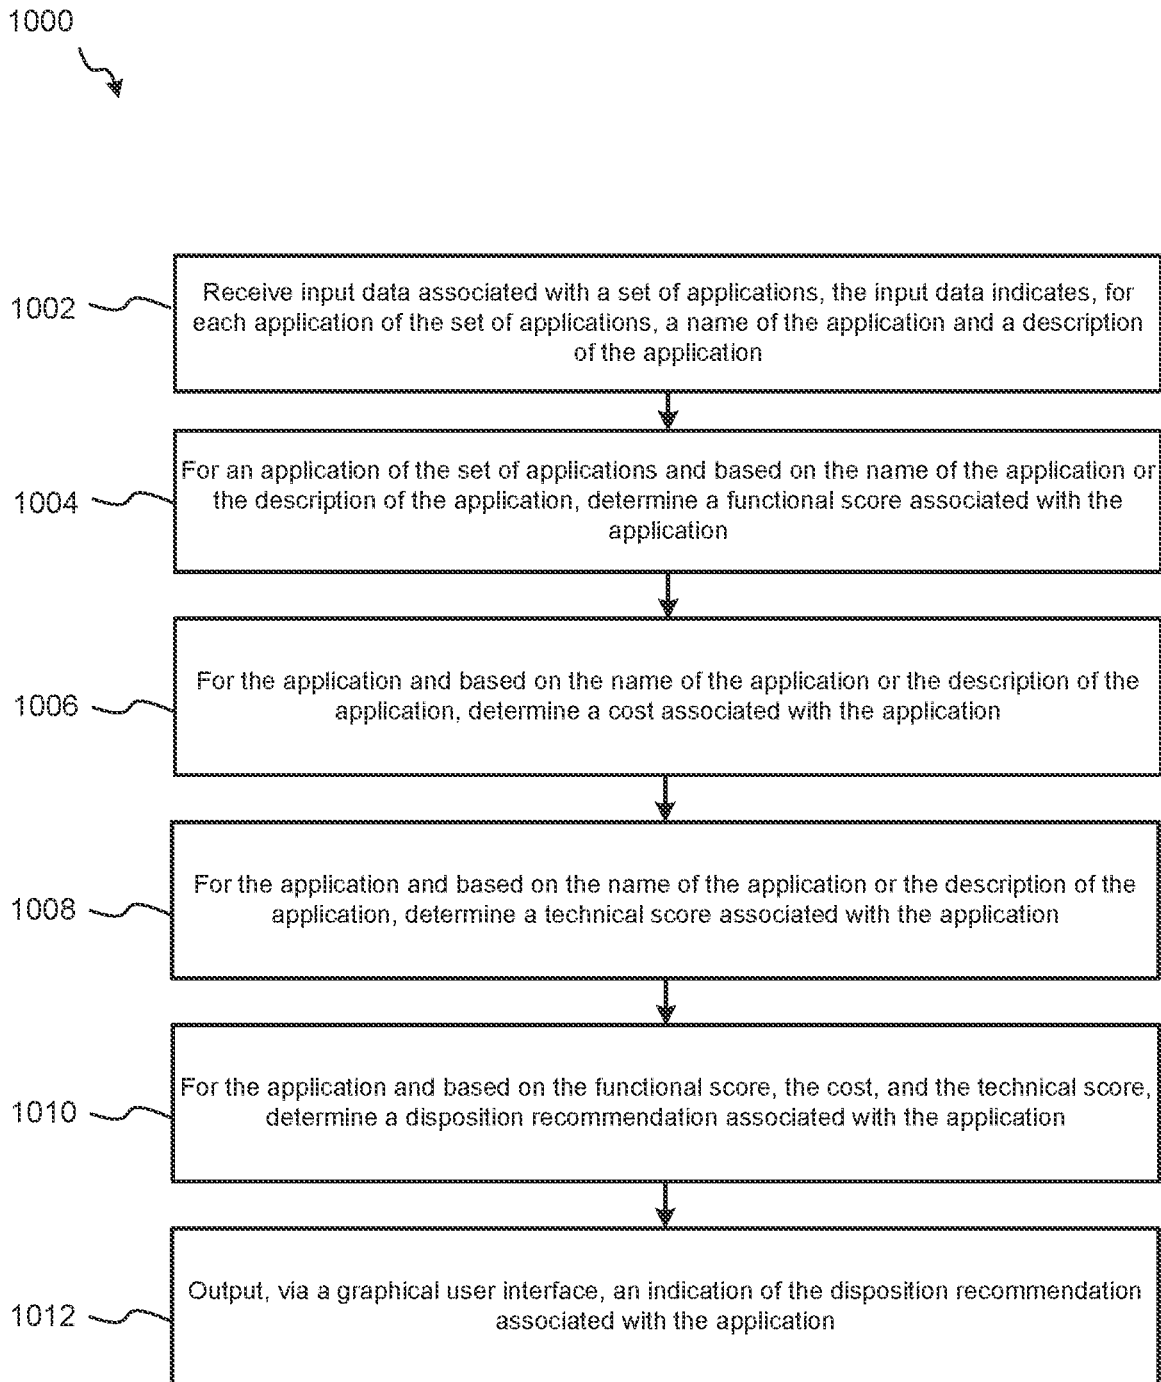 1000
1002
Receive input data associated with a set of applications, the input data indicates, for
each application of the set of applications, a name of the application and a description
of the application
1004
For an application of the set of applications and based on the name of the application or
the description of the application, determine a functional score associated with the
application
1006
For the application and based on the name of the application or the description of the
application, determine a cost associated with the application
1008
For the application and based on the name of the application or the description of the
application, determine a technical score associated with the application
1010
For the application and based on the functional score, the cost, and the technical score,
determine a disposition recommendation associated with the application
1012
Output, via a graphical user interface, an indication of the disposition recommendation
associated with the application